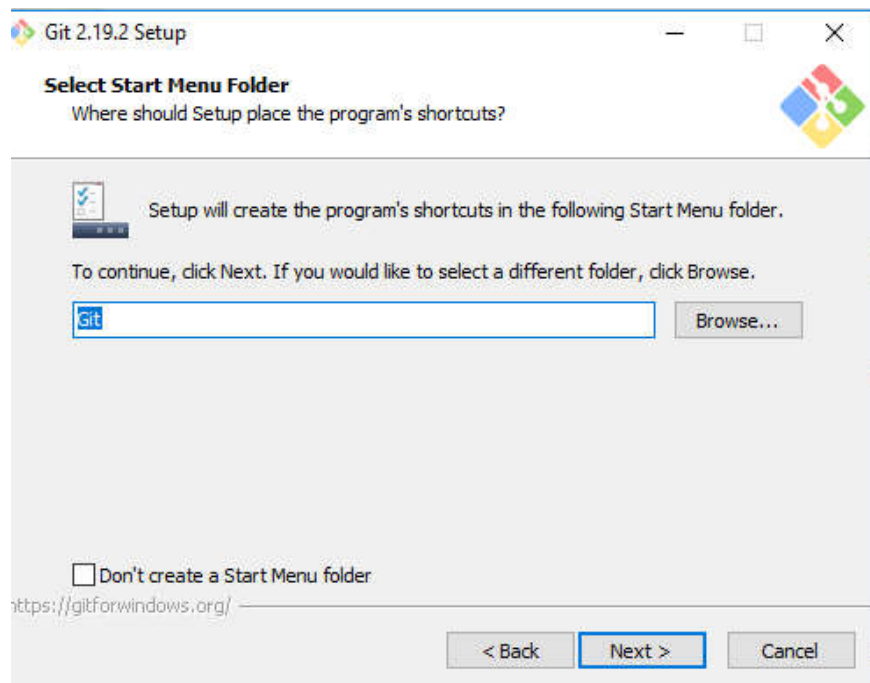 Git 2.19.2 Setup
Select Start Menu Folder
Where should Setup place the program's shortcuts?
Setup will create the program's shortcuts in the following Start Menu folder.
To continue, click Next. If you would like to select a different folder, click Browse.
Git
Browse...
Don't create a Start Menu folder
https://gitforwindows.org/
< Back
Next >
Cancel